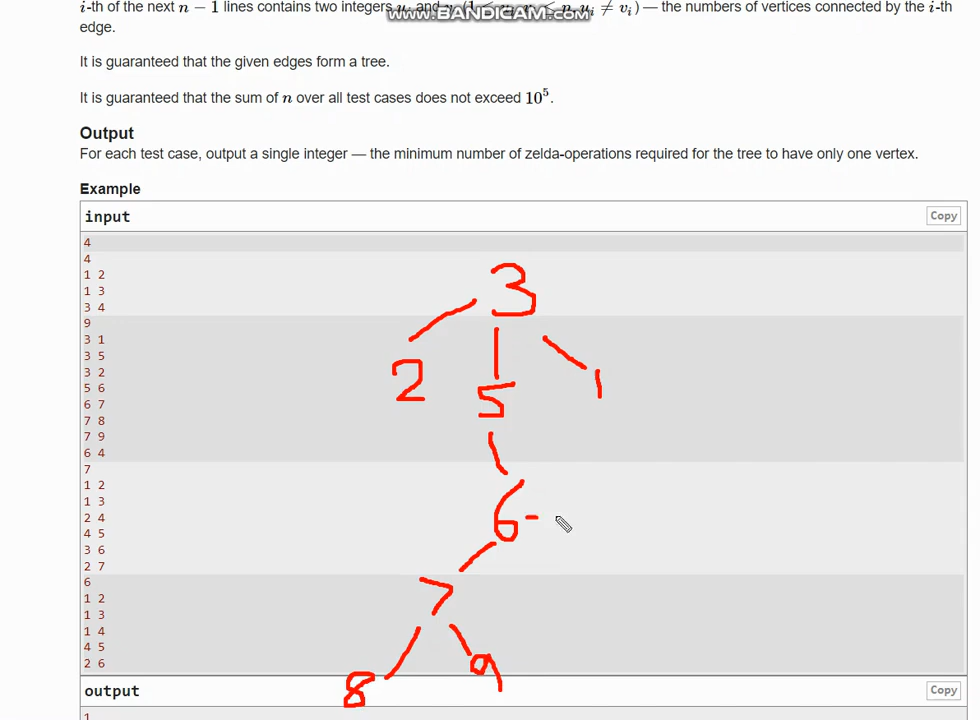 i-th of the next n − 1 lines contains two integers and n, u_i ≠ v_i) — the numbers of vertices connected by the i-th
www.BANDICAM.com
edge.
It is guaranteed that the given edges form a tree.
It is guaranteed that the sum of n over all test cases does not exceed 10^5.
Output
For each test case, output a single integer — the minimum number of zelda-operations required for the tree to have only one vertex.
Example
input
Copy
4
4
1 2
1 3
3 4
9
3 1
3 5
3 2
5 6
6 7
7 8
7 9
6 4
7
1 2
1 3
2 4
4 5
3 6
2 7
6
1 2
1 3
1 4
4 5
2 6
3
2 5 1
6
7
8 9
output
Copy
1